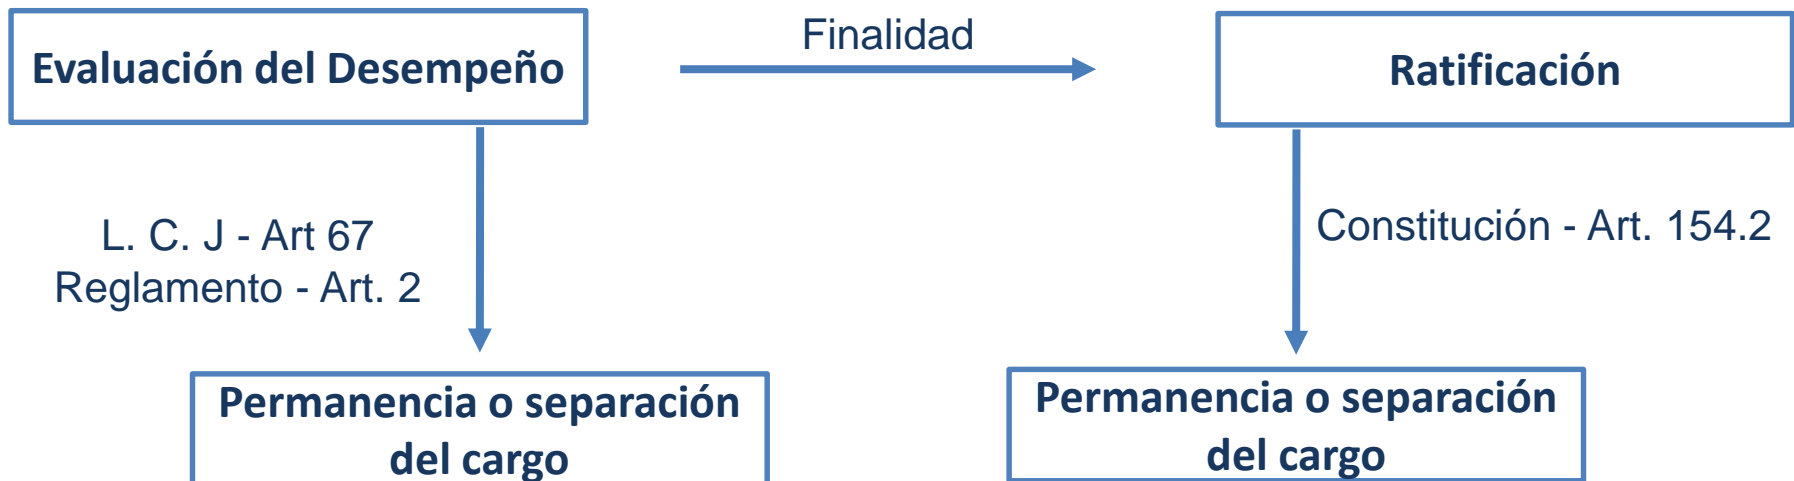 Evaluación del Desempeño
Finalidad
Ratificación
L. C. J - Art 67
Reglamento - Art. 2
Constitución - Art. 154.2
Permanencia o separación
del cargo
Permanencia o separación
del cargo